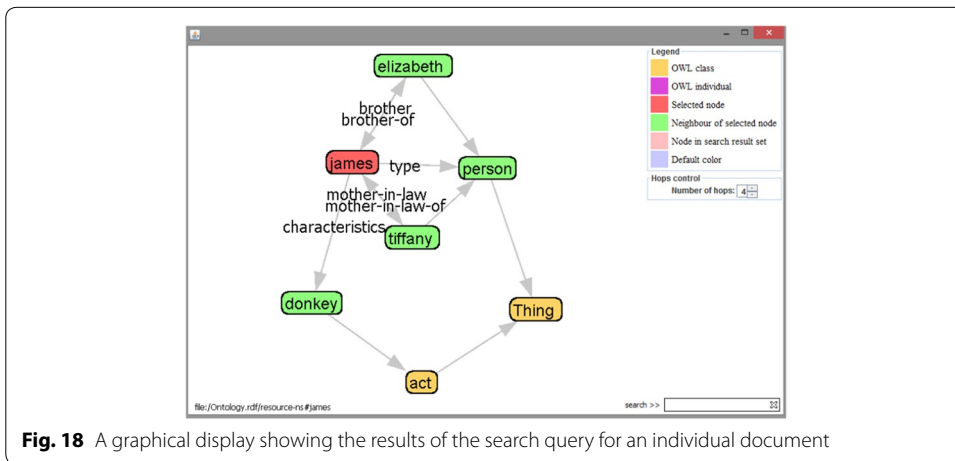 elizabeth
brother
brother-of
james
type
person
mother-in-law
mother-in-law-of
characteristics
tiffany
donkey
Thing
act
file:/Ontology.rdf/resource-ns#james
search >>
Legend
OWL class
OWL individual
Selected node
Neighbour of selected node
Node in search result set
Default color
Hops control
Number of hops: 4
Fig. 18 A graphical display showing the results of the search query for an individual document